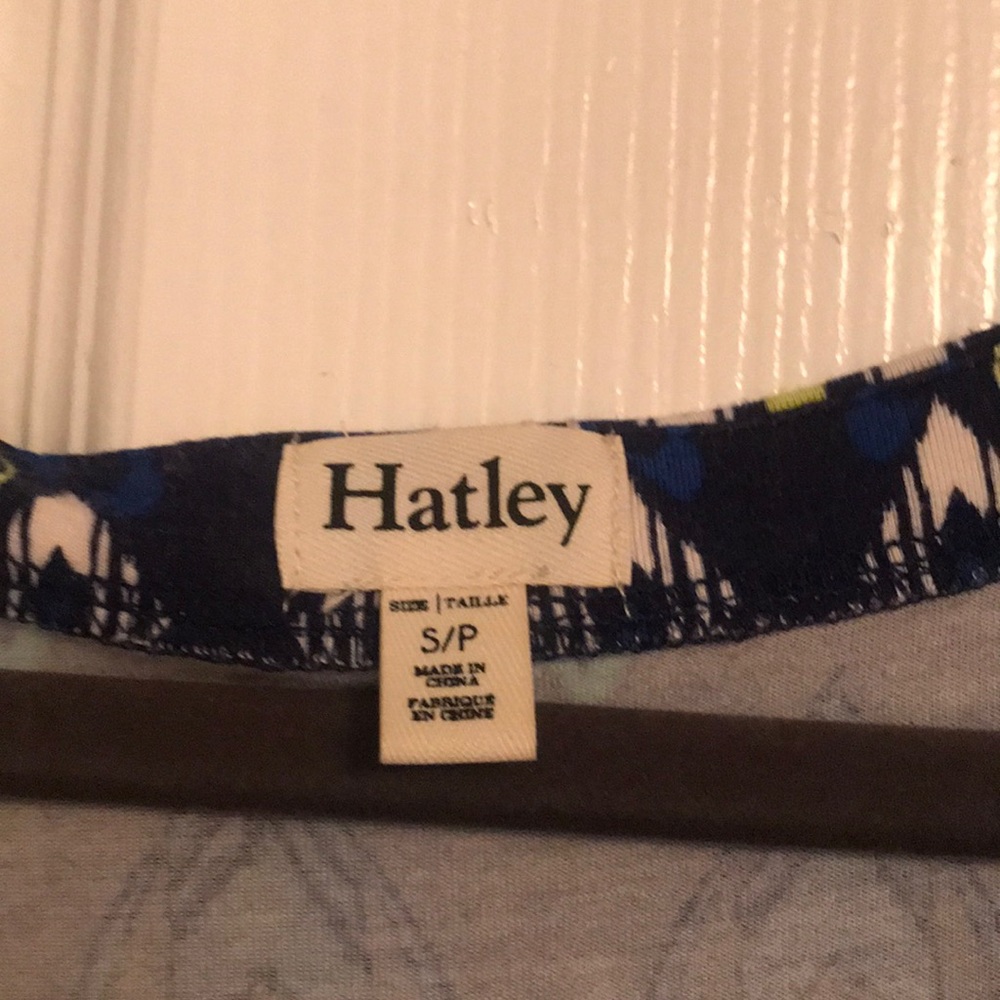 Hatley
SIZE | TAILLE
S/P
MADE IN
CHINA
FABRIQUÉ
EN CHINE